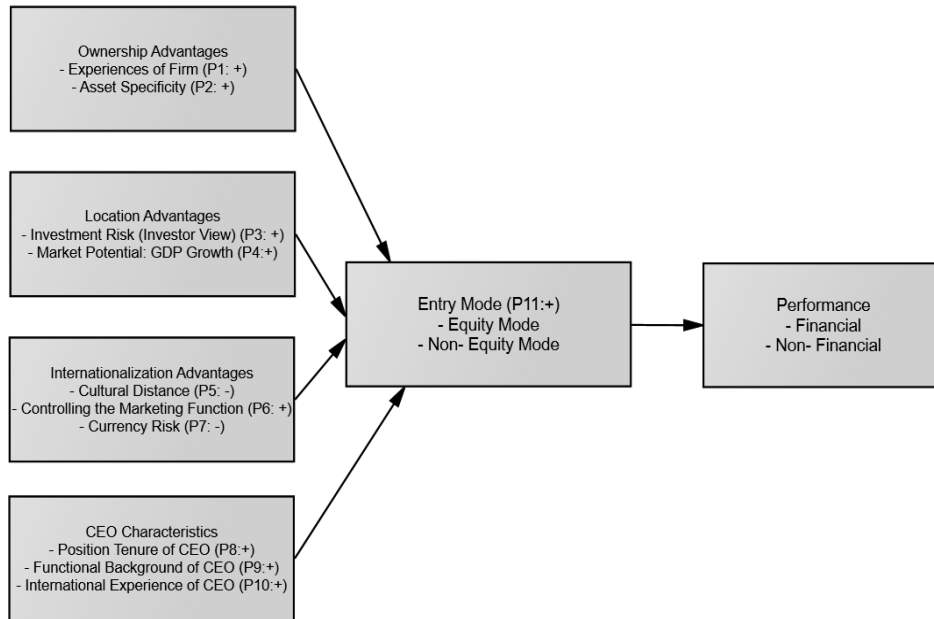 Ownership Advantages
- Experiences of Firm (P1: +)
- Asset Specificity (P2: +)
Location Advantages
- Investment Risk (Investor View) (P3: +)
- Market Potential: GDP Growth (P4:+)
Internationalization Advantages
- Cultural Distance (P5: -)
- Controlling the Marketing Function (P6: +)
- Currency Risk (P7: -)
CEO Characteristics
- Position Tenure of CEO (P8:+)
- Functional Background of CEO (P9:+)
- International Experience of CEO (P10:+)
Entry Mode (P11:+)
- Equity Mode
- Non- Equity Mode
Performance
- Financial
- Non- Financial